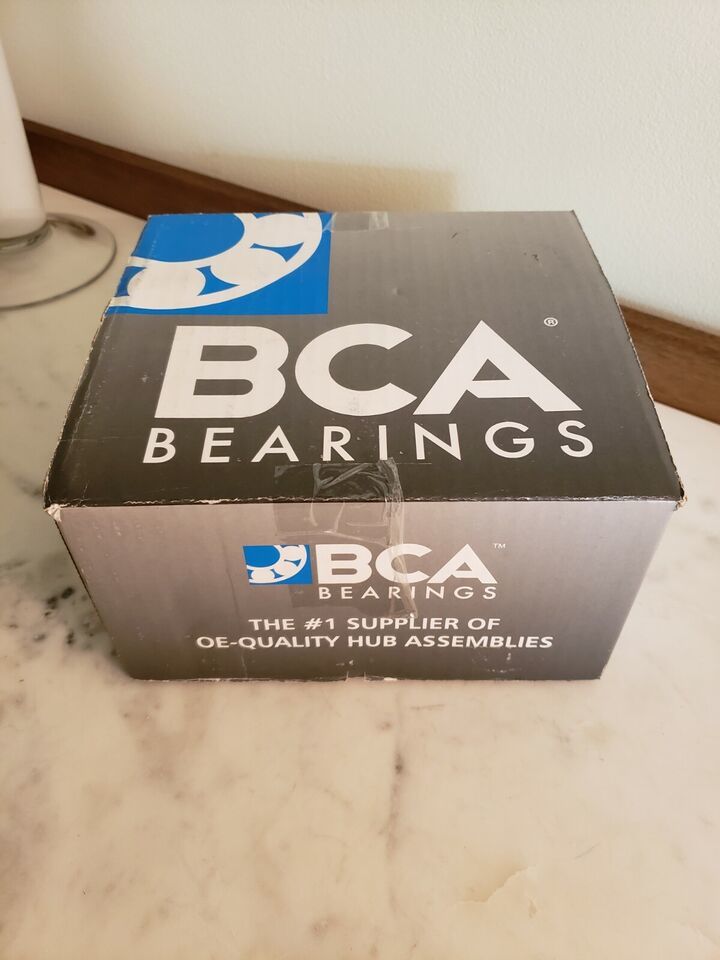 BCA®
BEARINGS
BCA™
BEARINGS
THE #1 SUPPLIER OF
OE-QUALITY HUB ASSEMBLIES